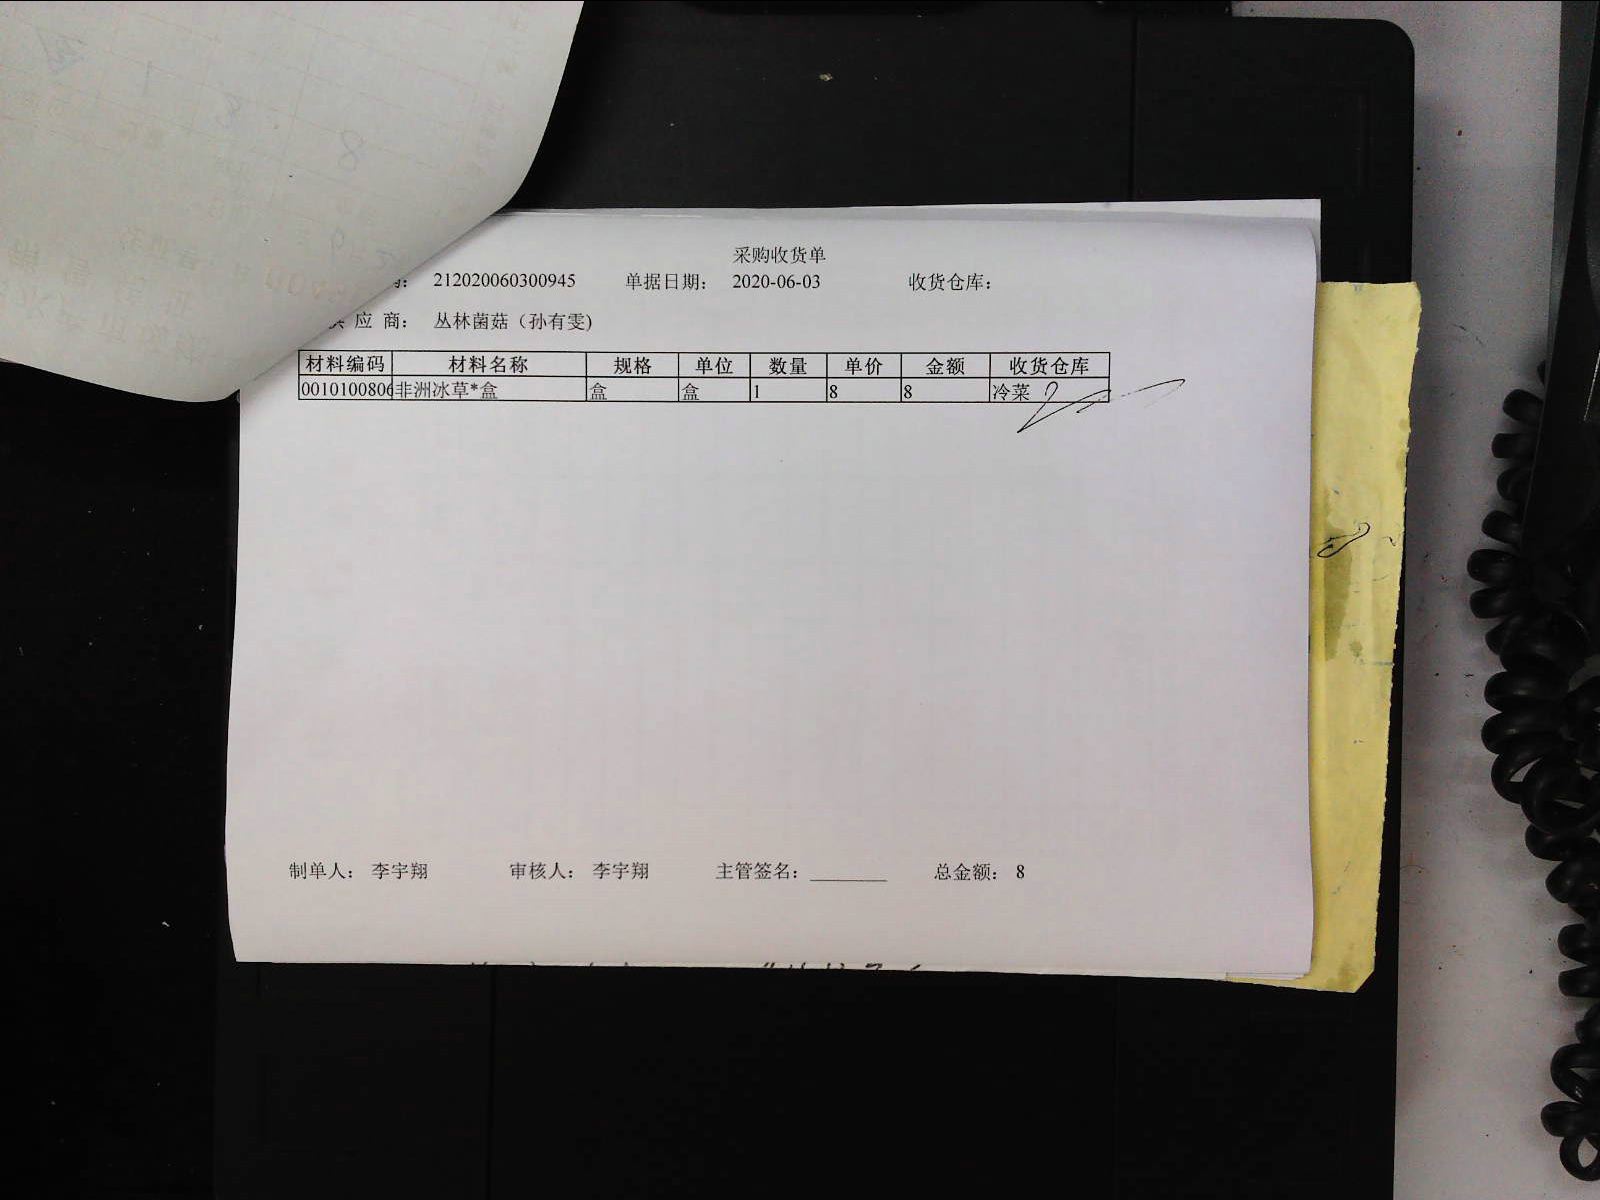 采购收货单
212020060300945 单据日期： 2020-06-03 收货仓库：
应 商： 丛林菌菇（孙有雯)
材料编码 材料名称 规格 单位 数量 单价 金额 收货仓库
0010100806 非洲冰草*盒 盒 盒 1 8 8 冷菜
制单人： 李宇翔 审核人： 李宇翔 主管签名： 总金额： 8